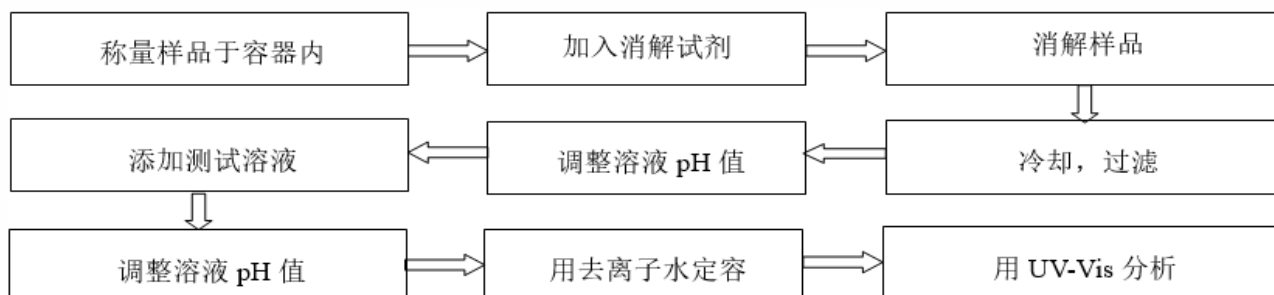 称量样品于容器内
加入消解试剂
消解样品
冷却，过滤
调整溶液 pH 值
添加测试溶液
调整溶液 pH 值
用去离子水定容
用 UV-Vis 分析